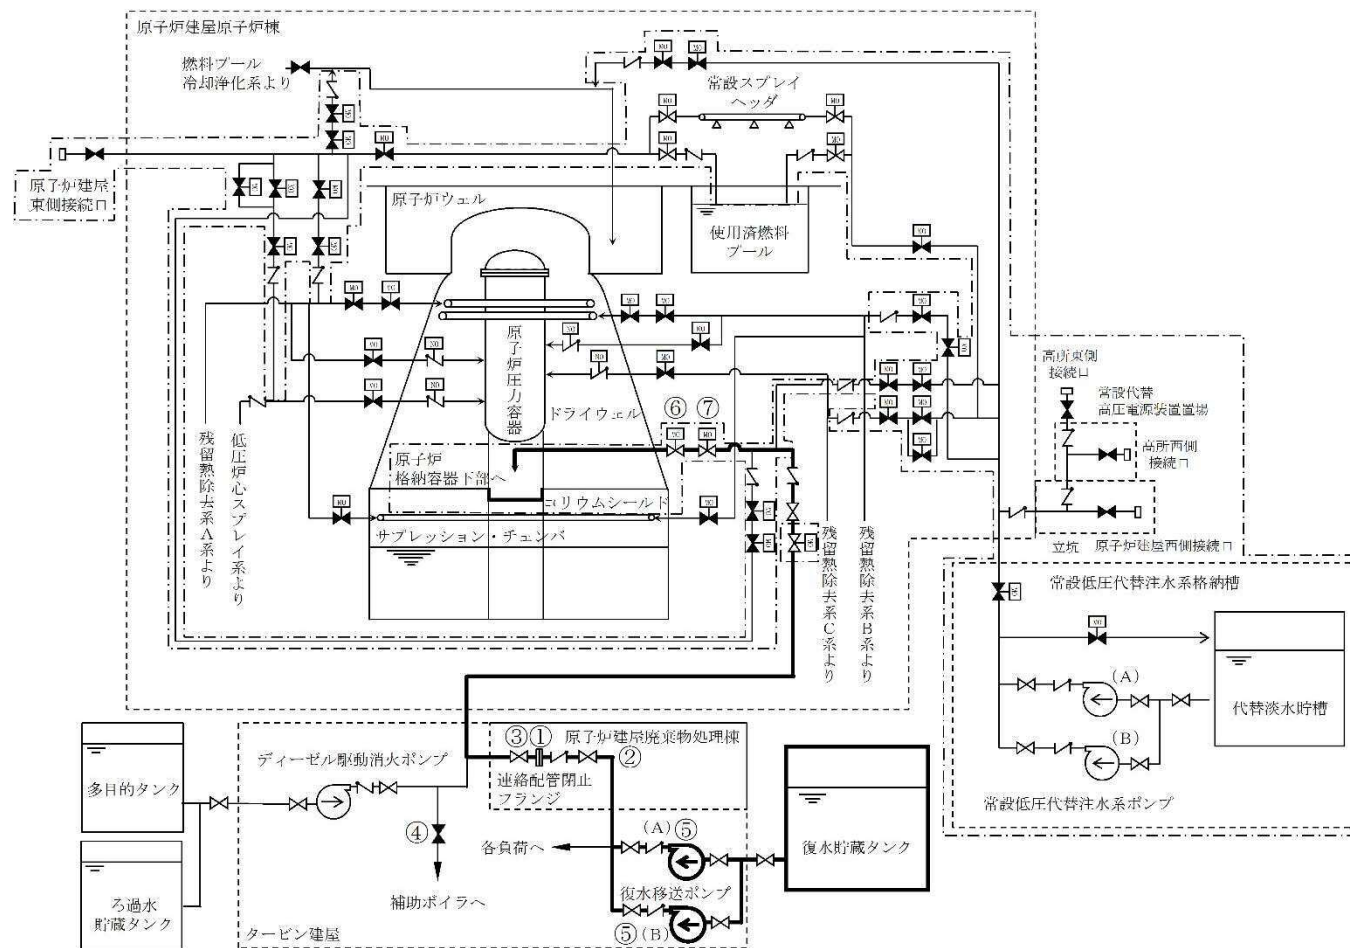 原子炉建屋原子炉棟
燃料プール
冷却浄化系より
常設スプレイ
ヘッダ
原子炉建屋
東側接続口
原子炉ウェル
使用済燃料
プール
原子炉圧力容器
ドライウェル
⑥ ⑦
原子炉
格納容器下部へ
コリウムシールド
サプレッション・チェンバ
残留熱除去系A系より
低圧炉心スプレイ系より
残留熱除去系C系より
残留熱除去系B系より
高所東側
接続口
常設代替
高圧電源装置置場
高所西側
接続口
立坑
原子炉建屋西側接続口
常設低圧代替注水系格納槽
(A)
(B)
代替淡水貯槽
常設低圧代替注水系ポンプ
多目的タンク
ろ過水
貯蔵タンク
ディーゼル駆動消火ポンプ
④
補助ボイラへ
タービン建屋
③ ①
原子炉建屋廃棄物処理棟
②
連絡配管閉止
フランジ
各負荷へ
(A) ⑤
復水移送ポンプ
⑤ (B)
復水貯蔵タンク